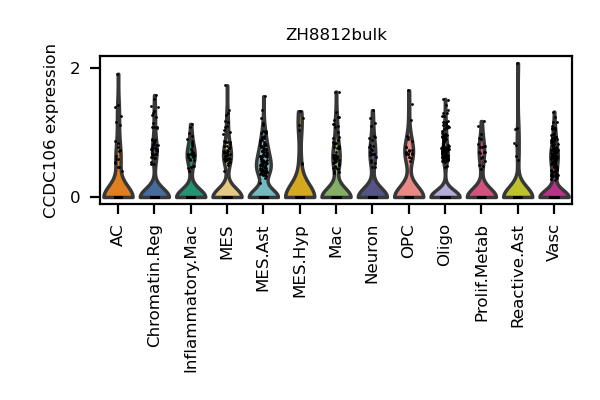 ZH8812bulk
CCDC106 expression
2
0
AC
Chromatin.Reg
Inflammatory.Mac
MES
MES.Ast
MES.Hyp
Mac
Neuron
OPC
Oligo
Prolif.Metab
Reactive.Ast
Vasc